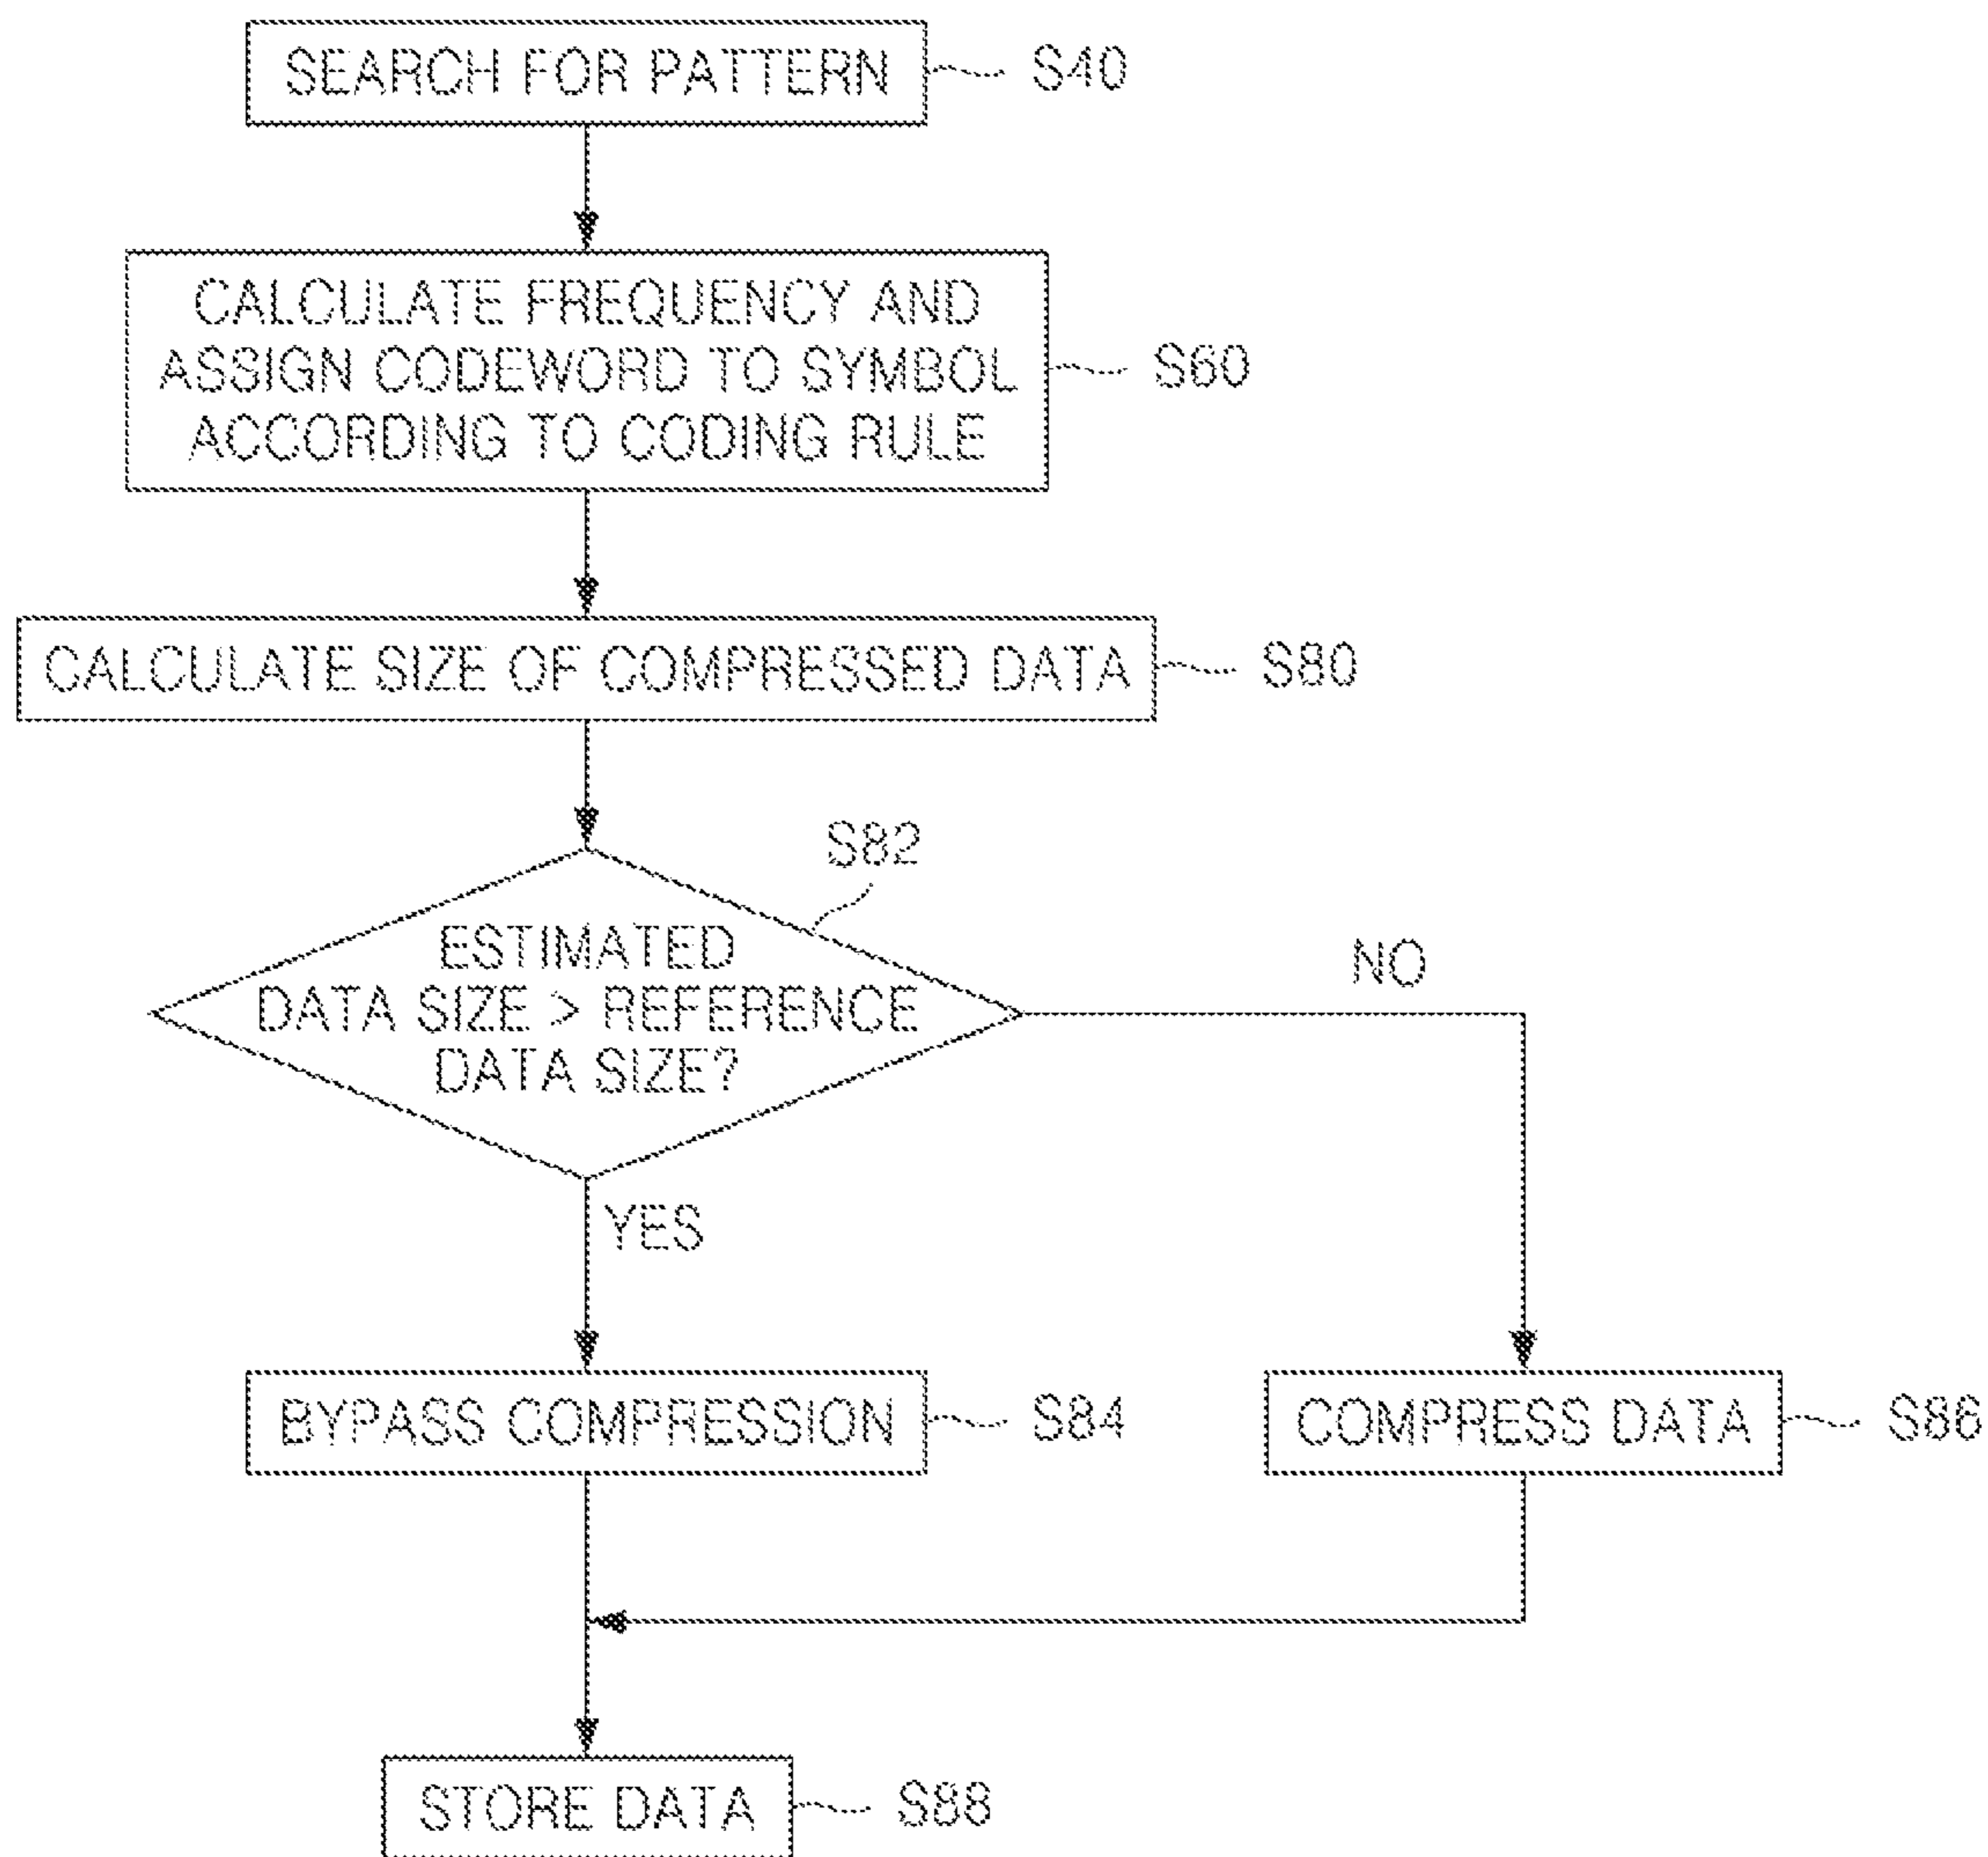 SEARCH FOR PATTERN
S40
CALCULATE FREQUENCY AND
ASSIGN CODEWORD TO SYMBOL
ACCORDING TO CODING RULE
S60
CALCULATE SIZE OF COMPRESSED DATA
S80
S82
ESTIMATED
DATA SIZE > REFERENCE
DATA SIZE?
NO
YES
BYPASS COMPRESSION
S84
COMPRESS DATA
S86
STORE DATA
S88